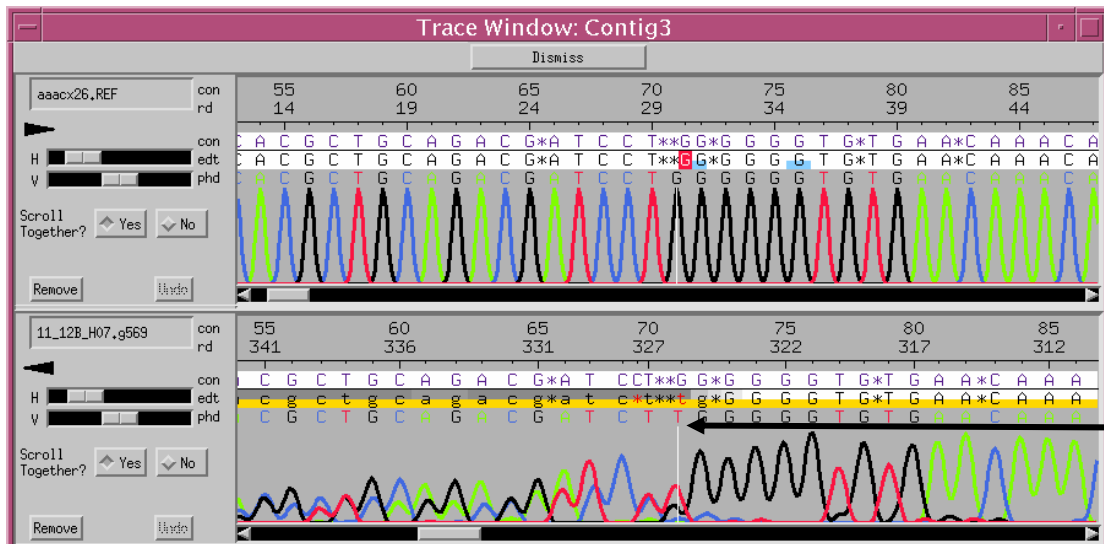 Trace Window: Contig3
Dismiss
aaacx26.REF
con 55 60 65 70 75 80 85
rd 14 19 24 29 34 39 44
con C A C G C T G C A G A C G*A T C C T**G G*G G G G T G*T G A A*C A A A C A
H edt C A C G C T G C A G A C G*A T C C T**G G*G G G G T G*T G A A*C A A A C A
V phd C A C G C T G C A G A C G A T C C T G G G G G G T G T G A A C A A A C A
Scroll
Together? Yes No
Remove Undo
11_12B_H07.g569
con 55 60 65 70 75 80 85
rd 341 336 331 327 322 317 312
con C G C T G C A G A C G*A T C CT**G G*G G G G T G*T G A A*C A A A
H edt c g c t g c a g a c g*a t c *t**t g*G G G G T G*T G A A*C A A A
V phd C G C T G C A G A C G A T C T T G G G G G T G T G A A C A A A
Scroll
Together? Yes No
Remove Undo